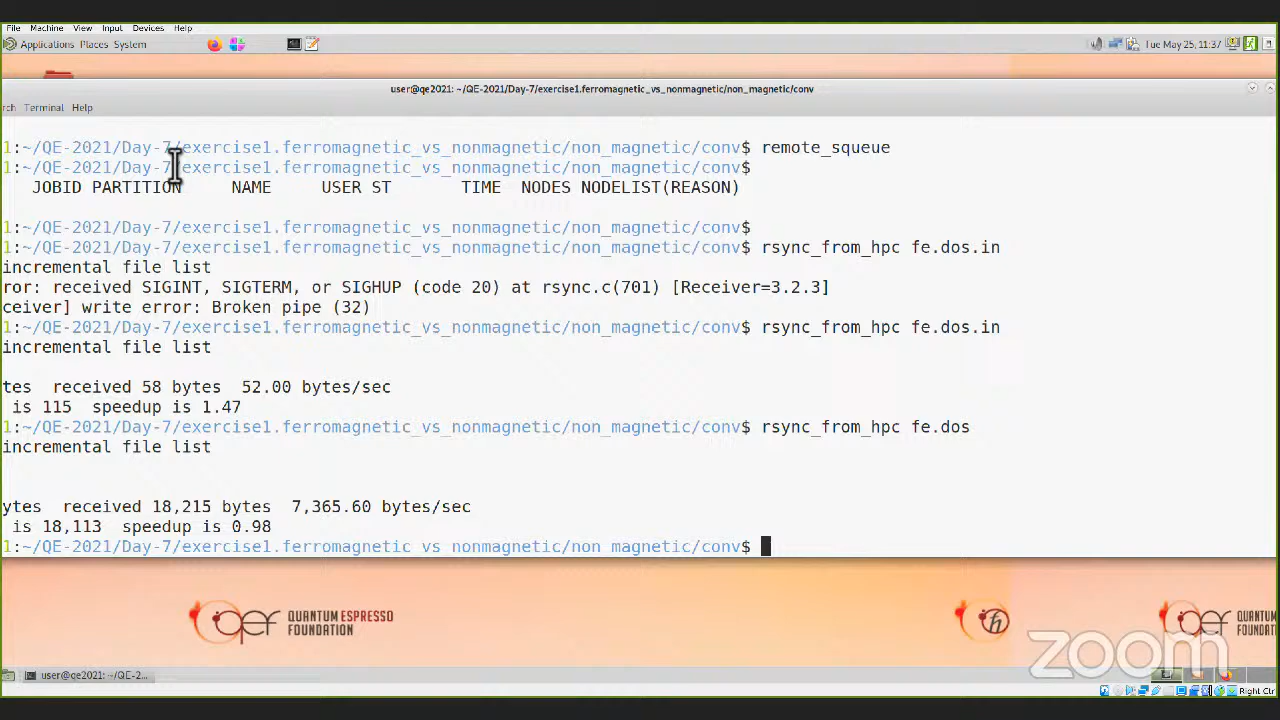 File Machine View Input Devices Help
Applications Places System
Tue May 25, 11:37
user@qe2021: ~/QE-2021/Day-7/exercise1.ferromagnetic_vs_nonmagnetic/non_magnetic/conv
rch Terminal Help
1:~/QE-2021/Day-7/exercise1.ferromagnetic_vs_nonmagnetic/non_magnetic/conv$ remote_squeue
1:~/QE-2021/Day-7/exercise1.ferromagnetic_vs_nonmagnetic/non_magnetic/conv$
JOBID PARTITION NAME USER ST TIME NODES NODELIST(REASON)
1:~/QE-2021/Day-7/exercise1.ferromagnetic_vs_nonmagnetic/non_magnetic/conv$
1:~/QE-2021/Day-7/exercise1.ferromagnetic_vs_nonmagnetic/non_magnetic/conv$ rsync_from_hpc fe.dos.in
incremental file list
ror: received SIGINT, SIGTERM, or SIGHUP (code 20) at rsync.c(701) [Receiver=3.2.3]
ceiver] write error: Broken pipe (32)
1:~/QE-2021/Day-7/exercise1.ferromagnetic_vs_nonmagnetic/non_magnetic/conv$ rsync_from_hpc fe.dos.in
incremental file list
tes received 58 bytes 52.00 bytes/sec
is 115 speedup is 1.47
1:~/QE-2021/Day-7/exercise1.ferromagnetic_vs_nonmagnetic/non_magnetic/conv$ rsync_from_hpc fe.dos
incremental file list
ytes received 18,215 bytes 7,365.60 bytes/sec
is 18,113 speedup is 0.98
1:~/QE-2021/Day-7/exercise1.ferromagnetic_vs_nonmagnetic/non_magnetic/conv$
QUANTUM ESPRESSO
FOUNDATION
QUANTUM ESPR
FOUNDAT
zoom
user@qe2021: ~/QE-2...
Right Ctr